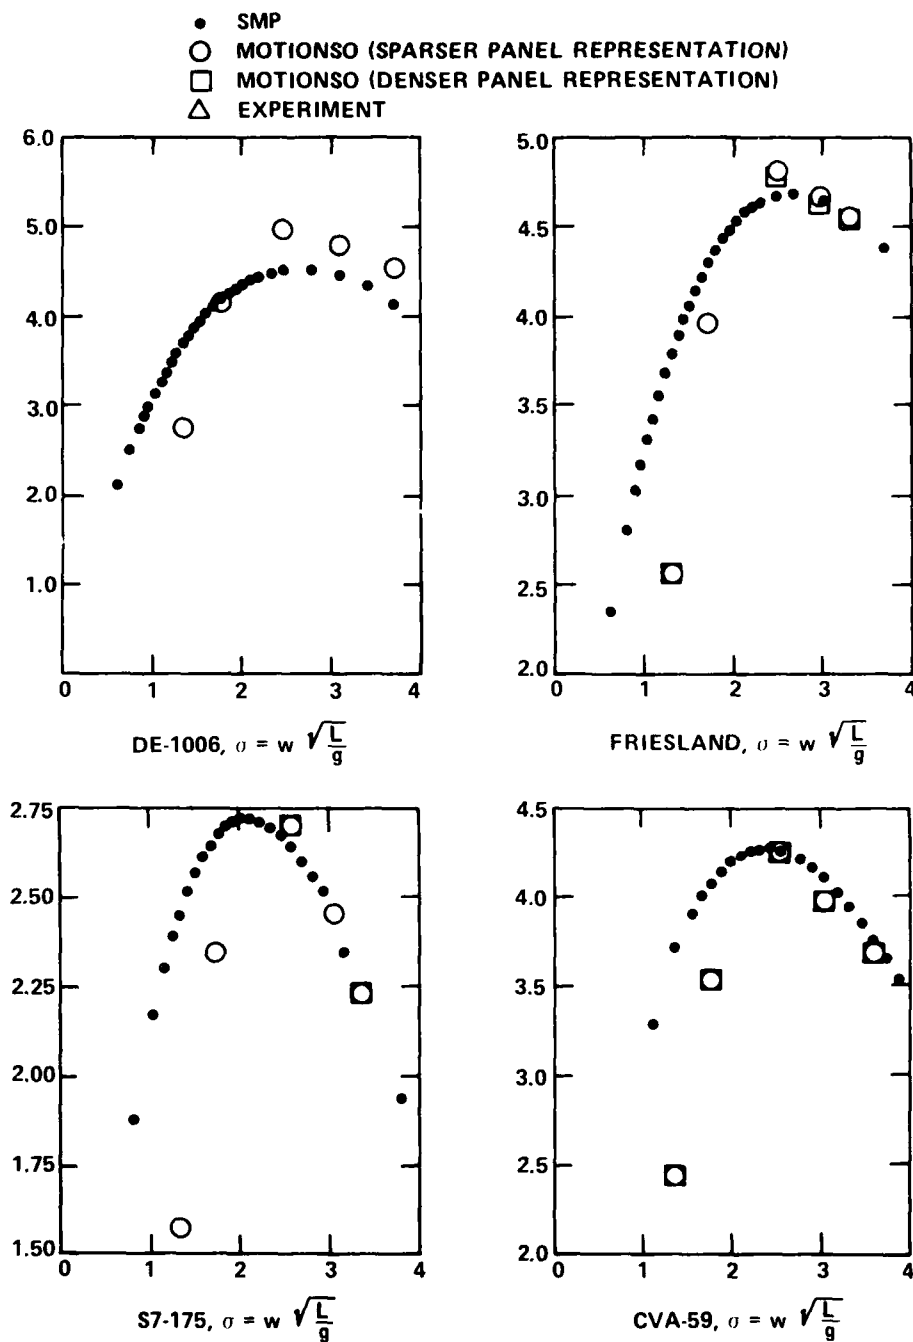 SMP
MOTIONSO (SPARSER PANEL REPRESENTATION)
MOTIONSO (DENSER PANEL REPRESENTATION)
EXPERIMENT
6.0
5.0
4.0
3.0
2.0
1.0
0 1 2 3 4
DE-1006, σ = w √L/g
5.0
4.5
4.0
3.5
3.0
2.5
2.0
0 1 2 3 4
FRIESLAND, σ = w √L/g
2.75
2.50
2.25
2.00
1.75
1.50
0 1 2 3 4
S7-175, σ = w √L/g
4.5
4.0
3.5
3.0
2.5
2.0
0 1 2 3 4
CVA-59, σ = w √L/g